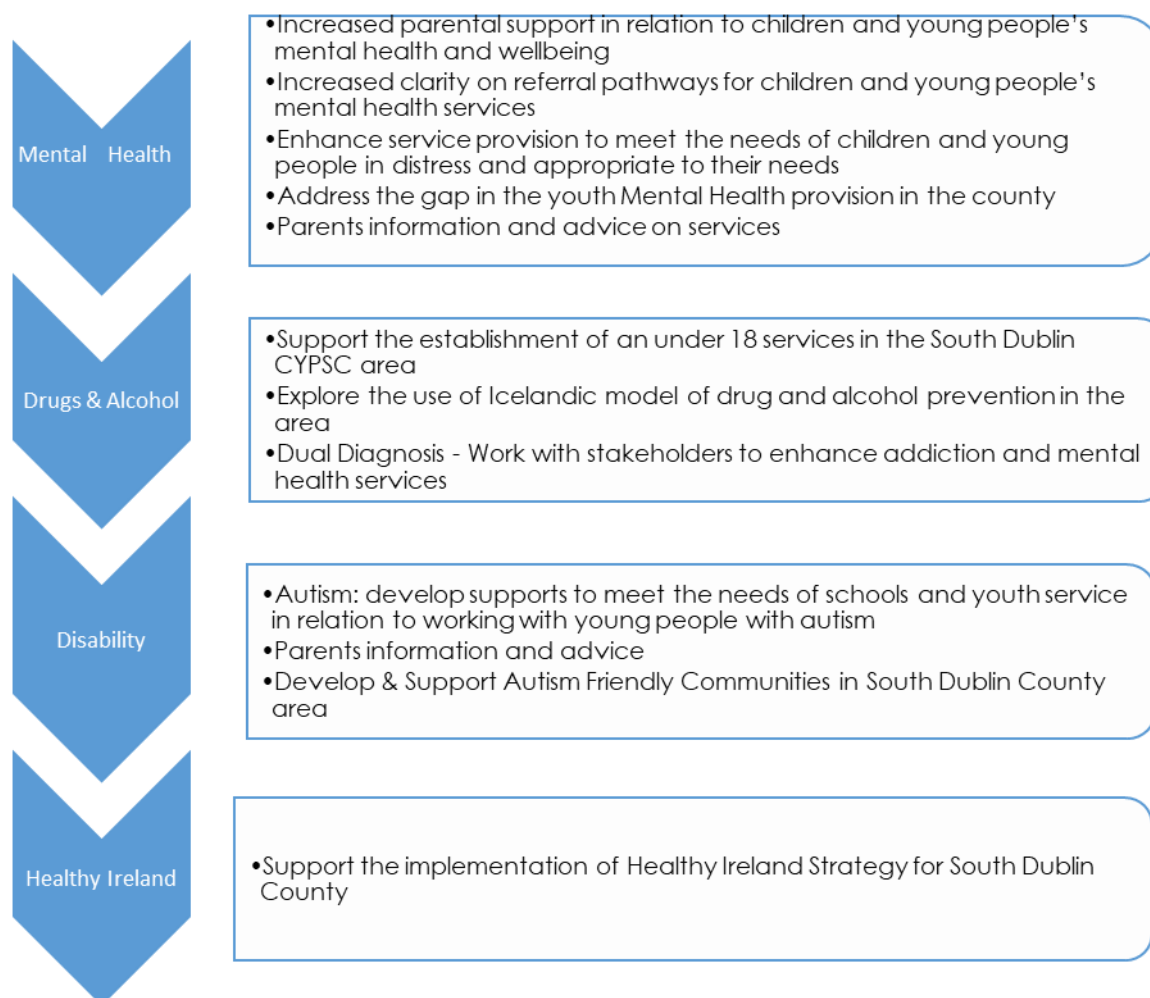 •Increased parental support in relation to children and young people's
mental health and wellbeing
•Increased clarity on referral pathways for children and young people's
mental health services
Mental Health
•Enhance service provision to meet the needs of children and young
people in distress and appropriate to their needs
•Address the gap in the youth Mental Health provision in the county
•Parents information and advice on services
Drugs & Alcohol
•Support the establishment of an under 18 services in the South Dublin
CYPSC area
•Explore the use of Icelandic model of drug and alcohol prevention in the
area
•Dual Diagnosis - Work with stakeholders to enhance addiction and mental
health services
Disability
•Autism: develop supports to meet the needs of schools and youth service
in relation to working with young people with autism
•Parents information and advice
•Develop & Support Autism Friendly Communities in South Dublin County
area
Healthy Ireland
•Support the implementation of Healthy Ireland Strategy for South Dublin
County